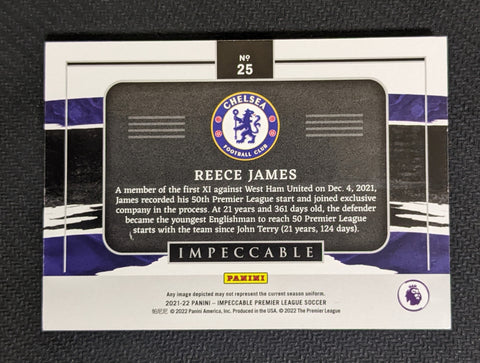 Nº
25
CHELSEA
FOOTBALL CLUB
REECE JAMES
A member of the first XI against West Ham United on Dec. 4, 2021,
James recorded his 50th Premier League start and joined exclusive
company in the process. At 21 years and 361 days old, the defender
became the youngest Englishman to reach 50 Premier League
starts with the team since John Terry (21 years, 124 days).
IMPECCABLE
PANINI
Any image depicted may not represent the current season uniform.
2021-22 PANINI – IMPECCABLE PREMIER LEAGUE SOCCER
© 2022 Panini America, Inc. Produced in the USA. © 2022 The Premier League